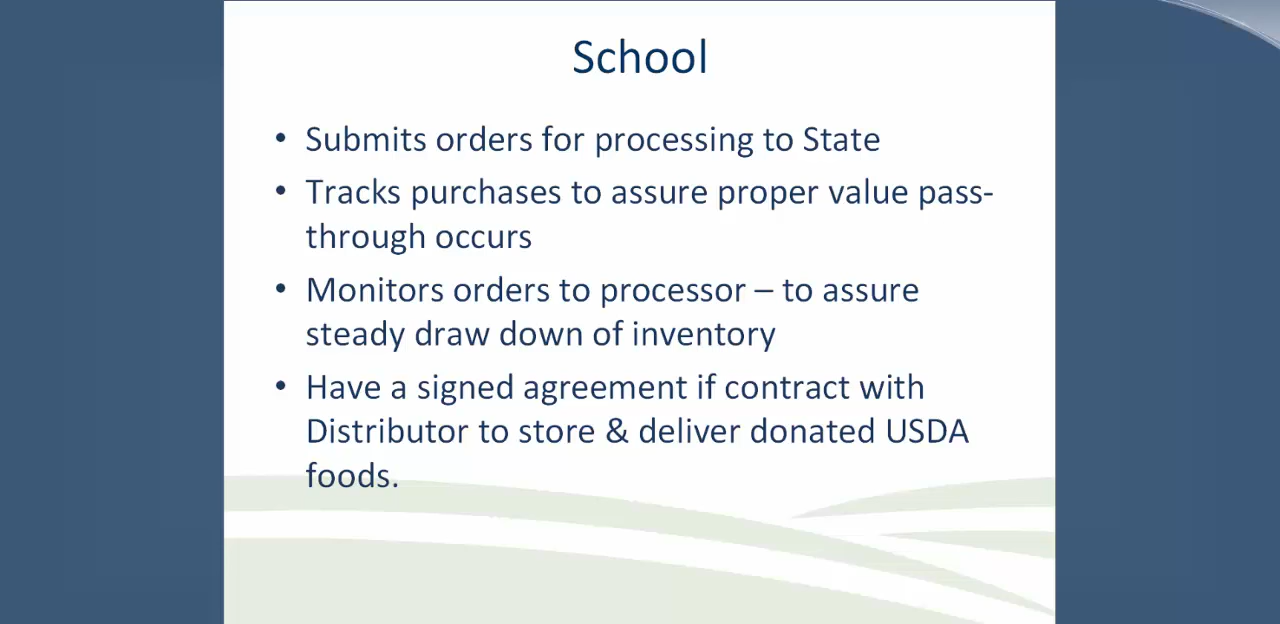 School
• Submits orders for processing to State
• Tracks purchases to assure proper value pass-
through occurs
• Monitors orders to processor – to assure
steady draw down of inventory
• Have a signed agreement if contract with
Distributor to store & deliver donated USDA
foods.